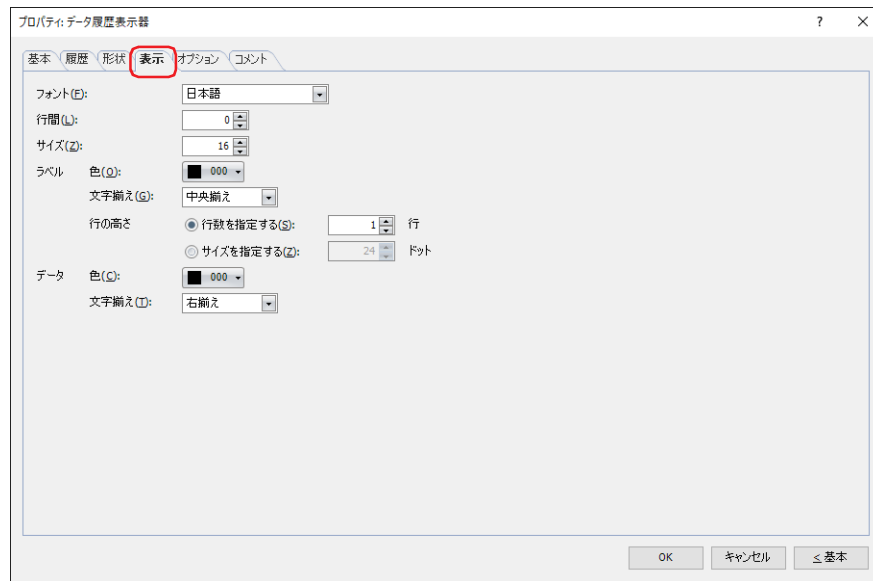 プロパティ: データ履歴表示器 ?
基本 履歴 形状 表示 オプション コメント
フォント(F): 日本語
行間(L): 0
サイズ(Z): 16
ラベル 色(O): 000
文字揃え(G): 中央揃え
行の高さ 行数を指定する(S): 1 行
サイズを指定する(Z): 24 ドット
データ 色(C): 000
文字揃え(T): 右揃え
OK キャンセル < 基本